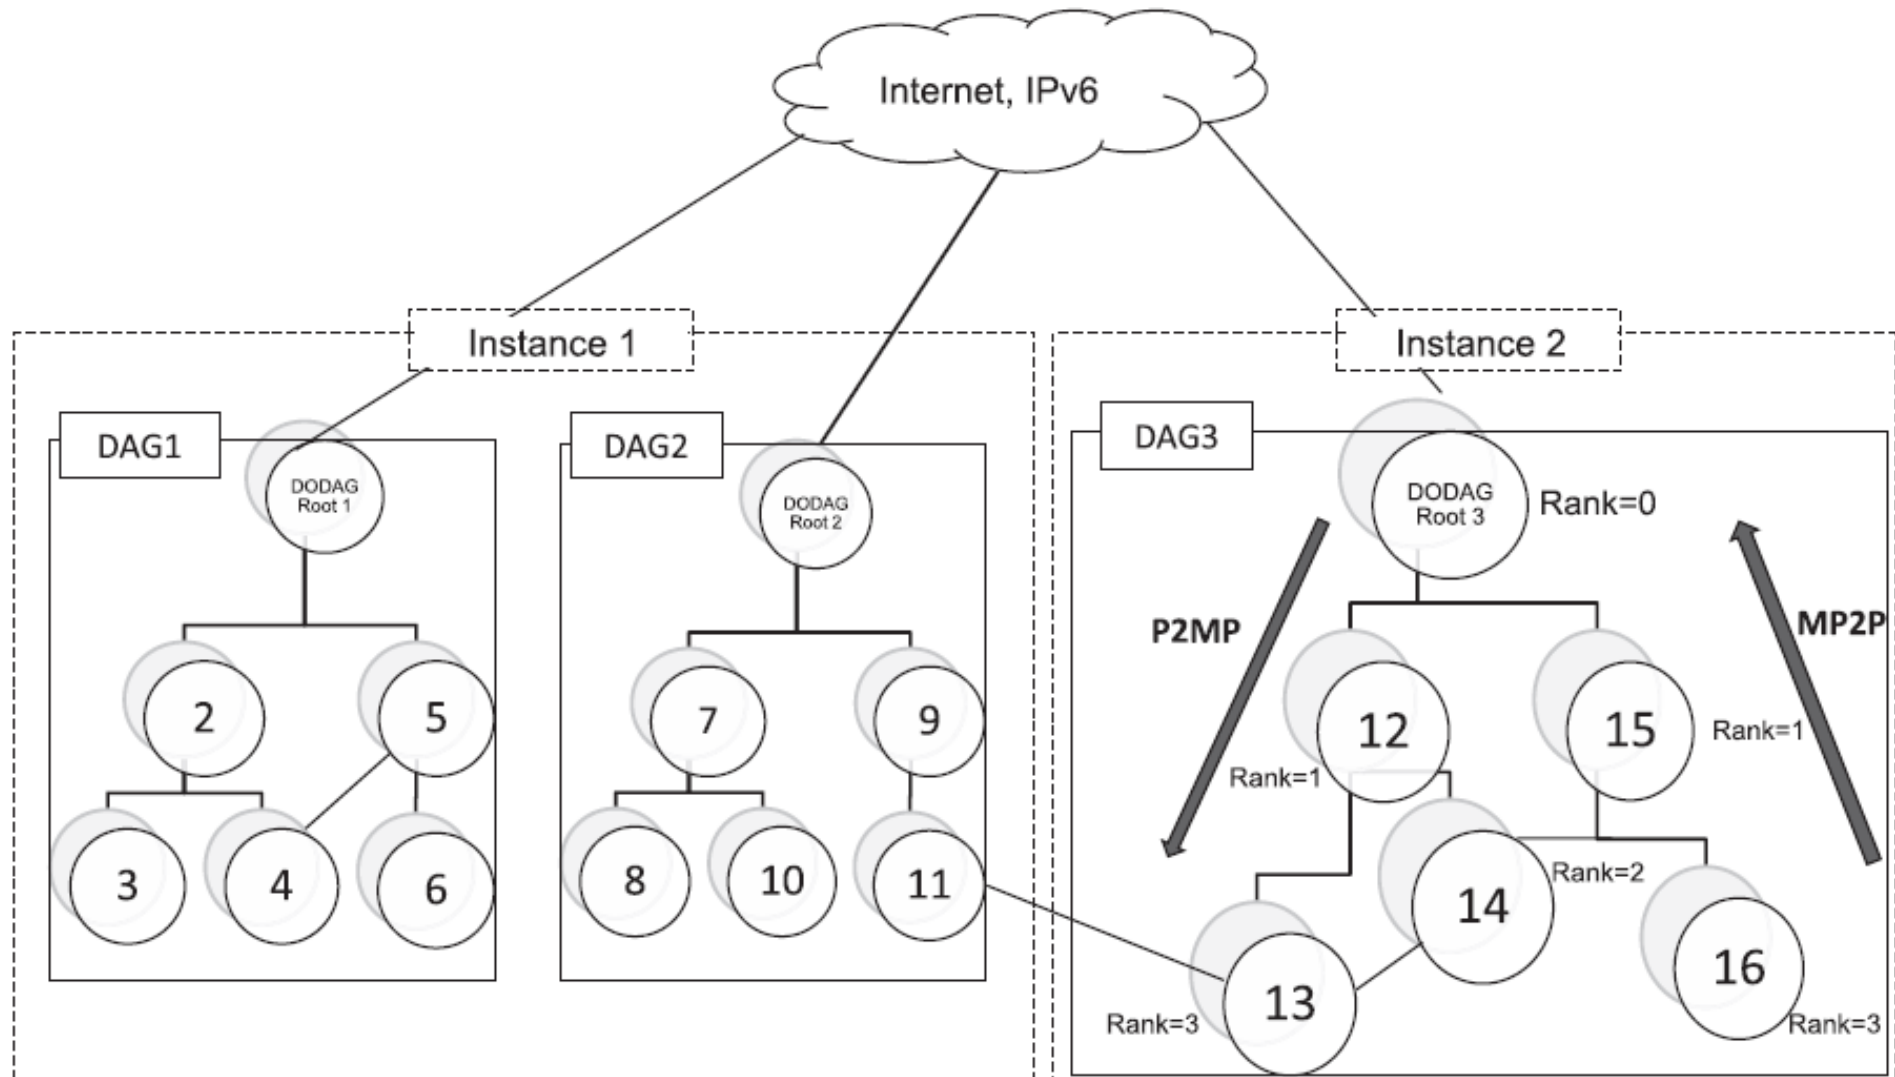 Internet, IPv6
Instance 1
Instance 2
DAG1
DAG2
DAG3
DODAG
Root 1
DODAG
Root 2
DODAG
Root 3
Rank=0
P2MP
MP2P
2
5
7
9
12
15
Rank=1
Rank=1
3
4
6
8
10
11
14
Rank=2
13
16
Rank=3
Rank=3